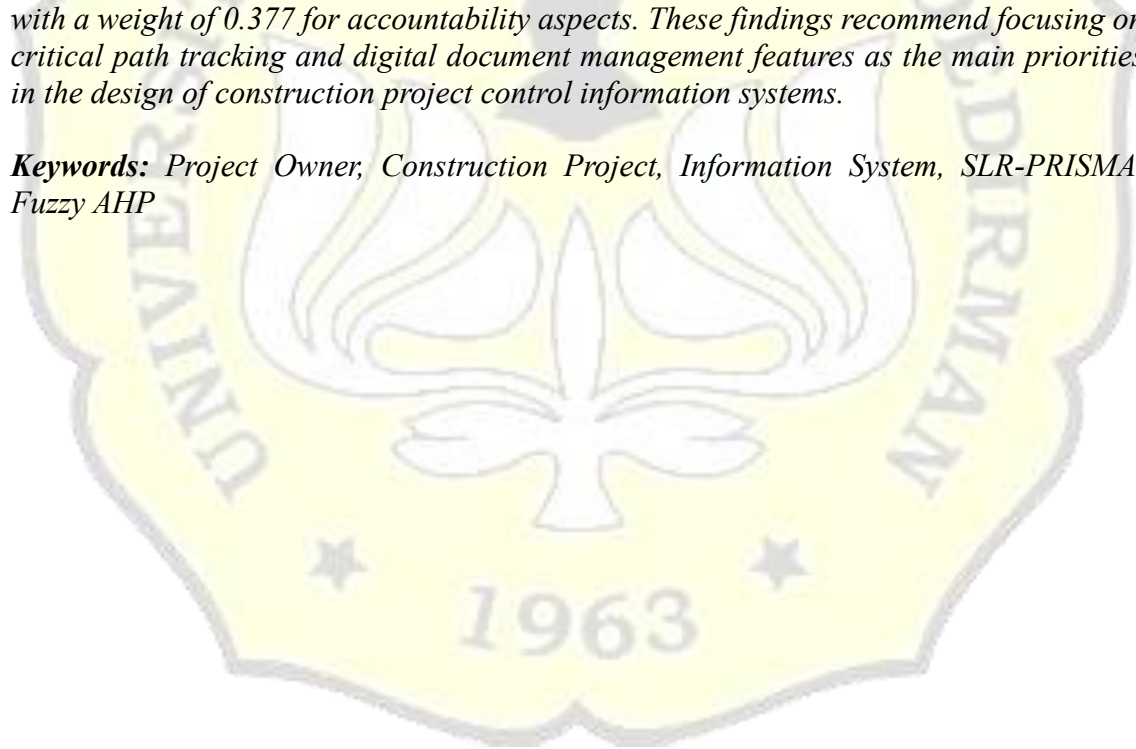 with a weight of 0.377 for accountability aspects. These findings recommend focusing on
critical path tracking and digital document management features as the main priorities
in the design of construction project control information systems.
Keywords: Project Owner, Construction Project, Information System, SLR-PRISMA
Fuzzy AHP
1963